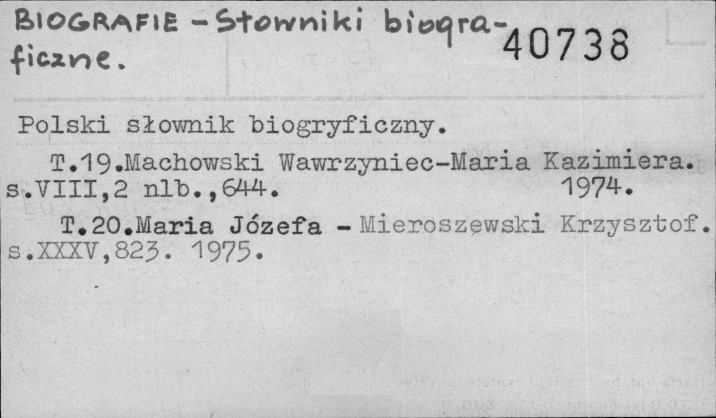 BIOGRAFIE - Słowniki biogra-
ficzne.
40738
Polski słownik biogryficzny.
T.19.Machowski Wawrzyniec-Maria Kazimiera.
s.VIII,2 nlb.,644. 1974.
T.20.Maria Józefa - Mieroszewski Krzysztof.
s.XXXV,823. 1975.